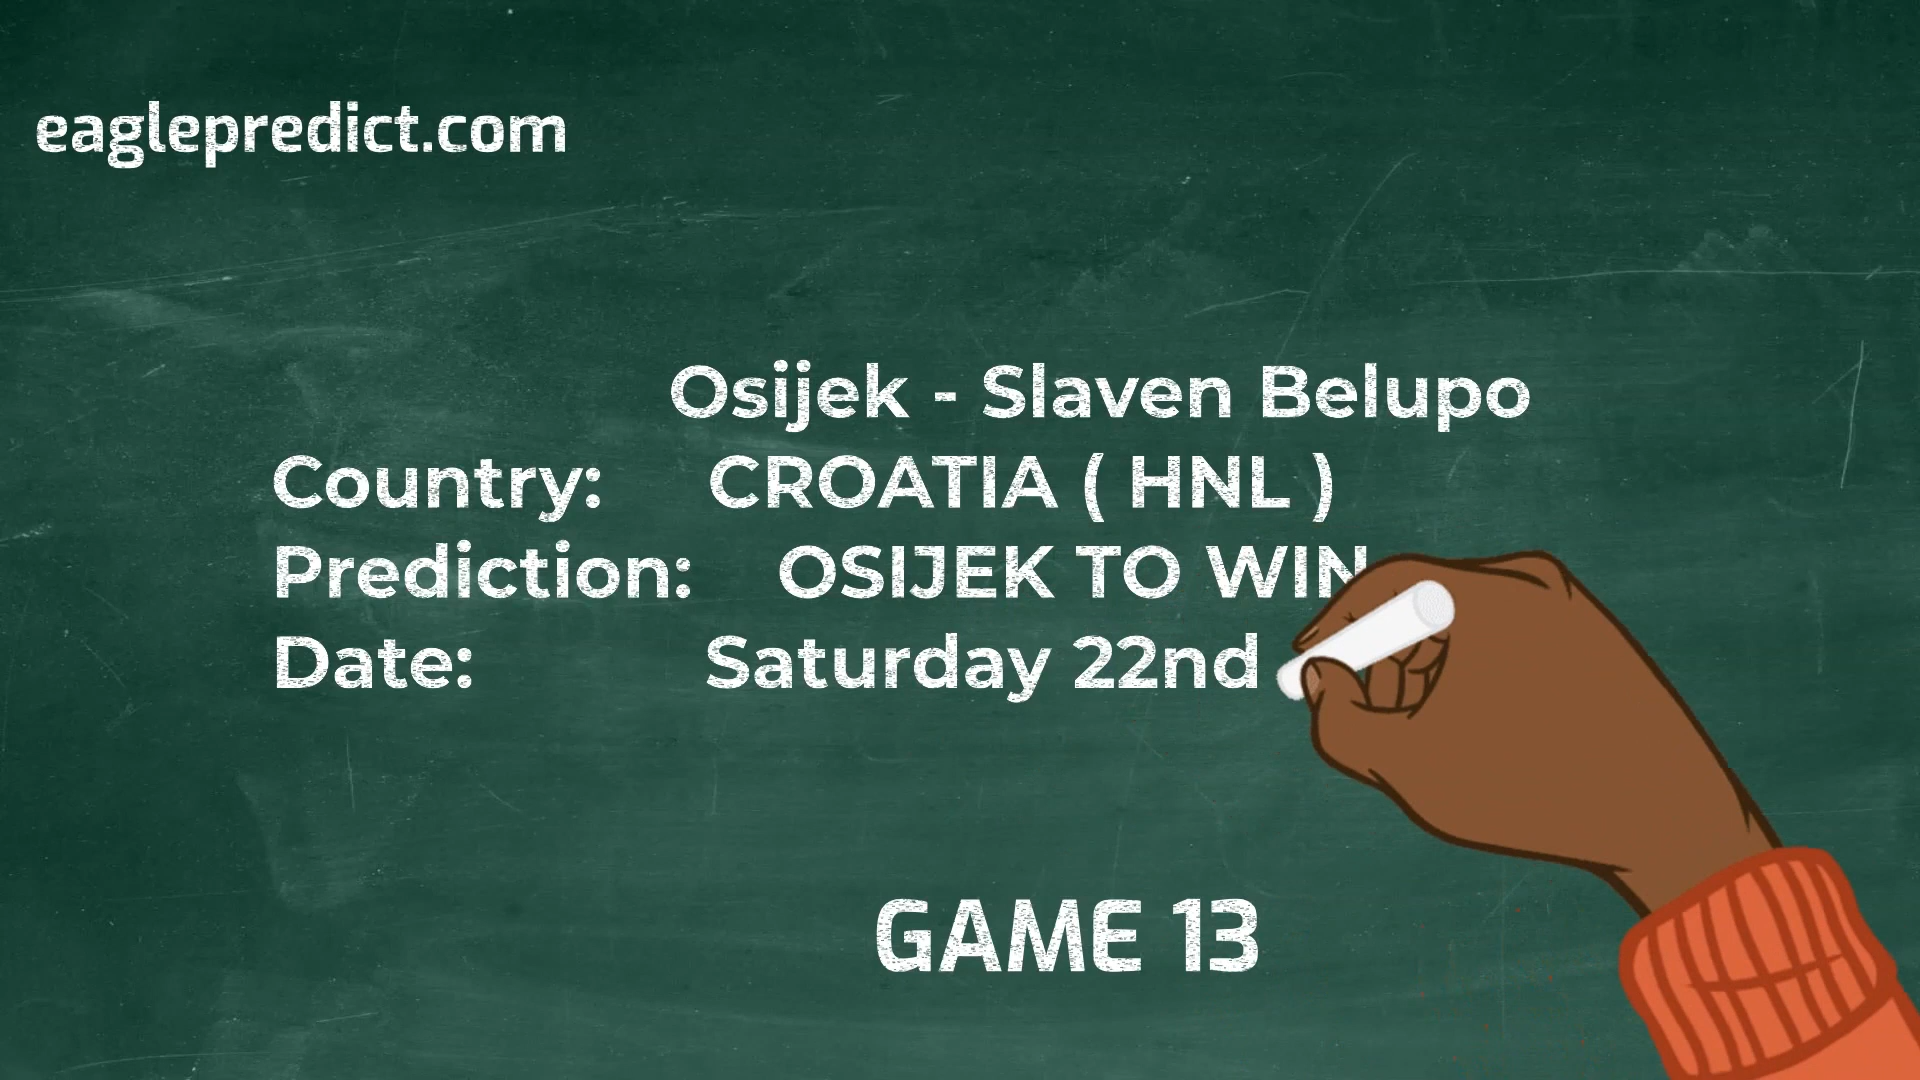 eaglepredict.com
Osijek - Slaven Belupo
Country: CROATIA ( HNL )
Prediction: OSIJEK TO WIN
Date: Saturday 22nd
GAME 13